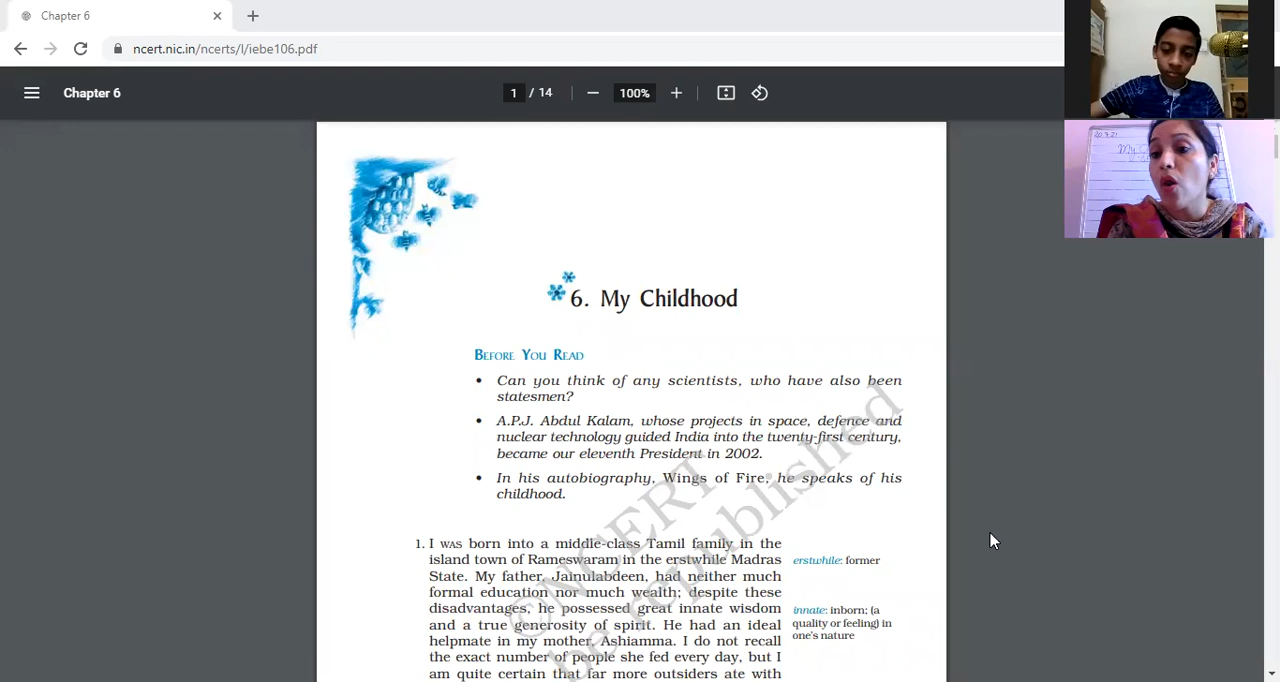 Chapter 6
ncert.nic.in/ncerts/l/iebe106.pdf
Chapter 6
1 / 14
100%
20.7.21
6. My Childhood
BEFORE YOU READ
• Can you think of any scientists, who have also been
statesmen?
• A.P.J. Abdul Kalam, whose projects in space, defence and
nuclear technology guided India into the twenty-first century,
became our eleventh President in 2002.
• In his autobiography, Wings of Fire, he speaks of his
childhood.
1. I WAS born into a middle-class Tamil family in the
island town of Rameswaram in the erstwhile Madras
State. My father, Jainulabdeen, had neither much
formal education nor much wealth; despite these
disadvantages, he possessed great innate wisdom
and a true generosity of spirit. He had an ideal
helpmate in my mother, Ashiamma. I do not recall
the exact number of people she fed every day, but I
am quite certain that far more outsiders ate with
erstwhile: former
innate: inborn; (a
quality or feeling) in
one's nature
©NCERT
be republished